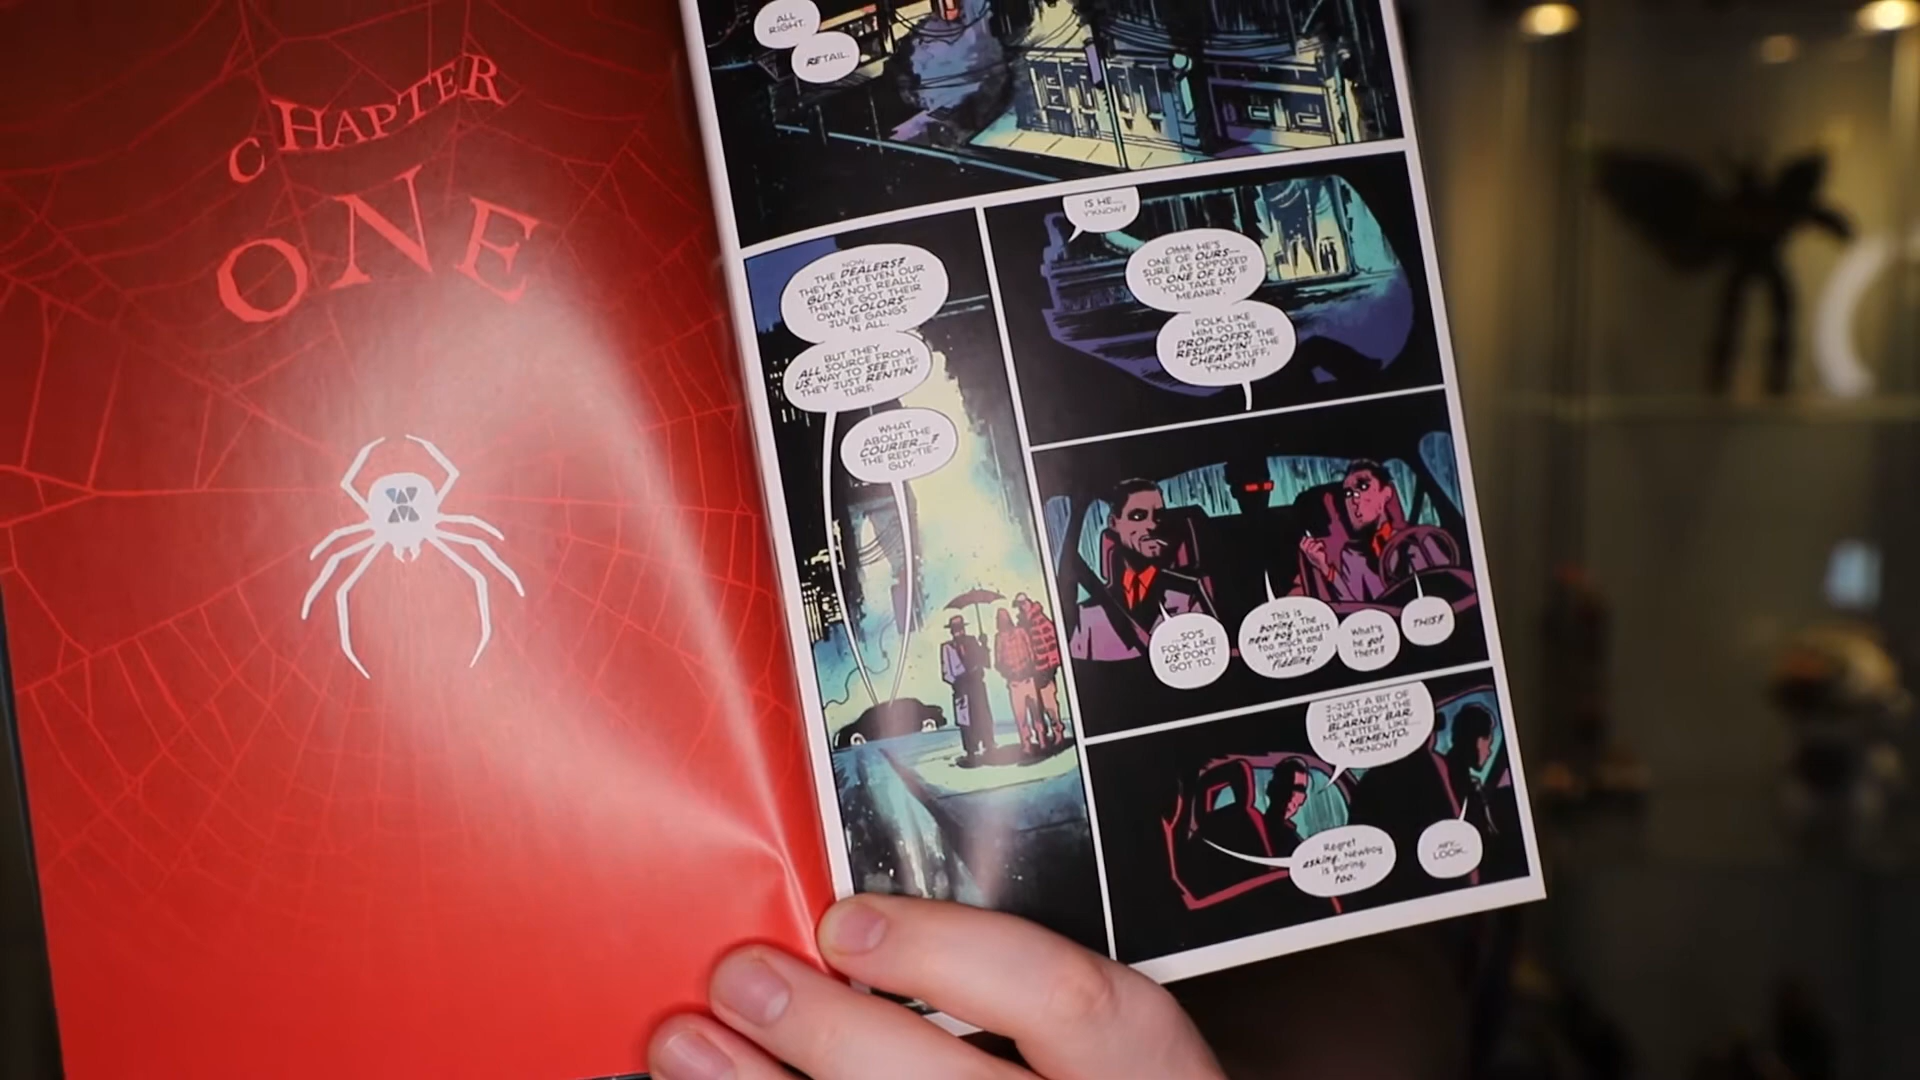 CHAPTER
ONE
ALL
RIGHT.
RETAIL.
NOW...
THE DEALERS?
THEY AIN'T EVEN OUR
GUYS, NOT REALLY.
THEY'VE GOT THEIR
OWN COLORS—
JUVIE GANGS
'N ALL.
BUT THEY
ALL SOURCE FROM
US. WAY TO SEE IT IS:
THEY JUST RENTIN'
TURF.
WHAT
ABOUT THE
COURIER...?
THE RED-TIE-
GUY.
IS HE...
Y'KNOW?
OHH, HE'S
ONE OF OURS—
SURE, AS OPPOSED
TO ONE OF US, IF
YOU TAKE MY
MEANIN'.
FOLK LIKE
HIM DO THE
DROP-OFFS, THE
RESUPPLYIN'...THE
CHEAP STUFF,
Y'KNOW?
...SO'S
FOLK LIKE
US DON'T
GOT TO.
This is
boring. The
new boy sweats
too much and
won't stop
fiddling.
What's
he got
there?
THIS?
J-JUST A BIT OF
JUNK FROM THE
BLARNEY BAR,
MS. KETTER. LIKE...
A MEMENTO,
Y'KNOW?
Regret
asking. Newboy
is boring,
too.
HEY...
LOOK.